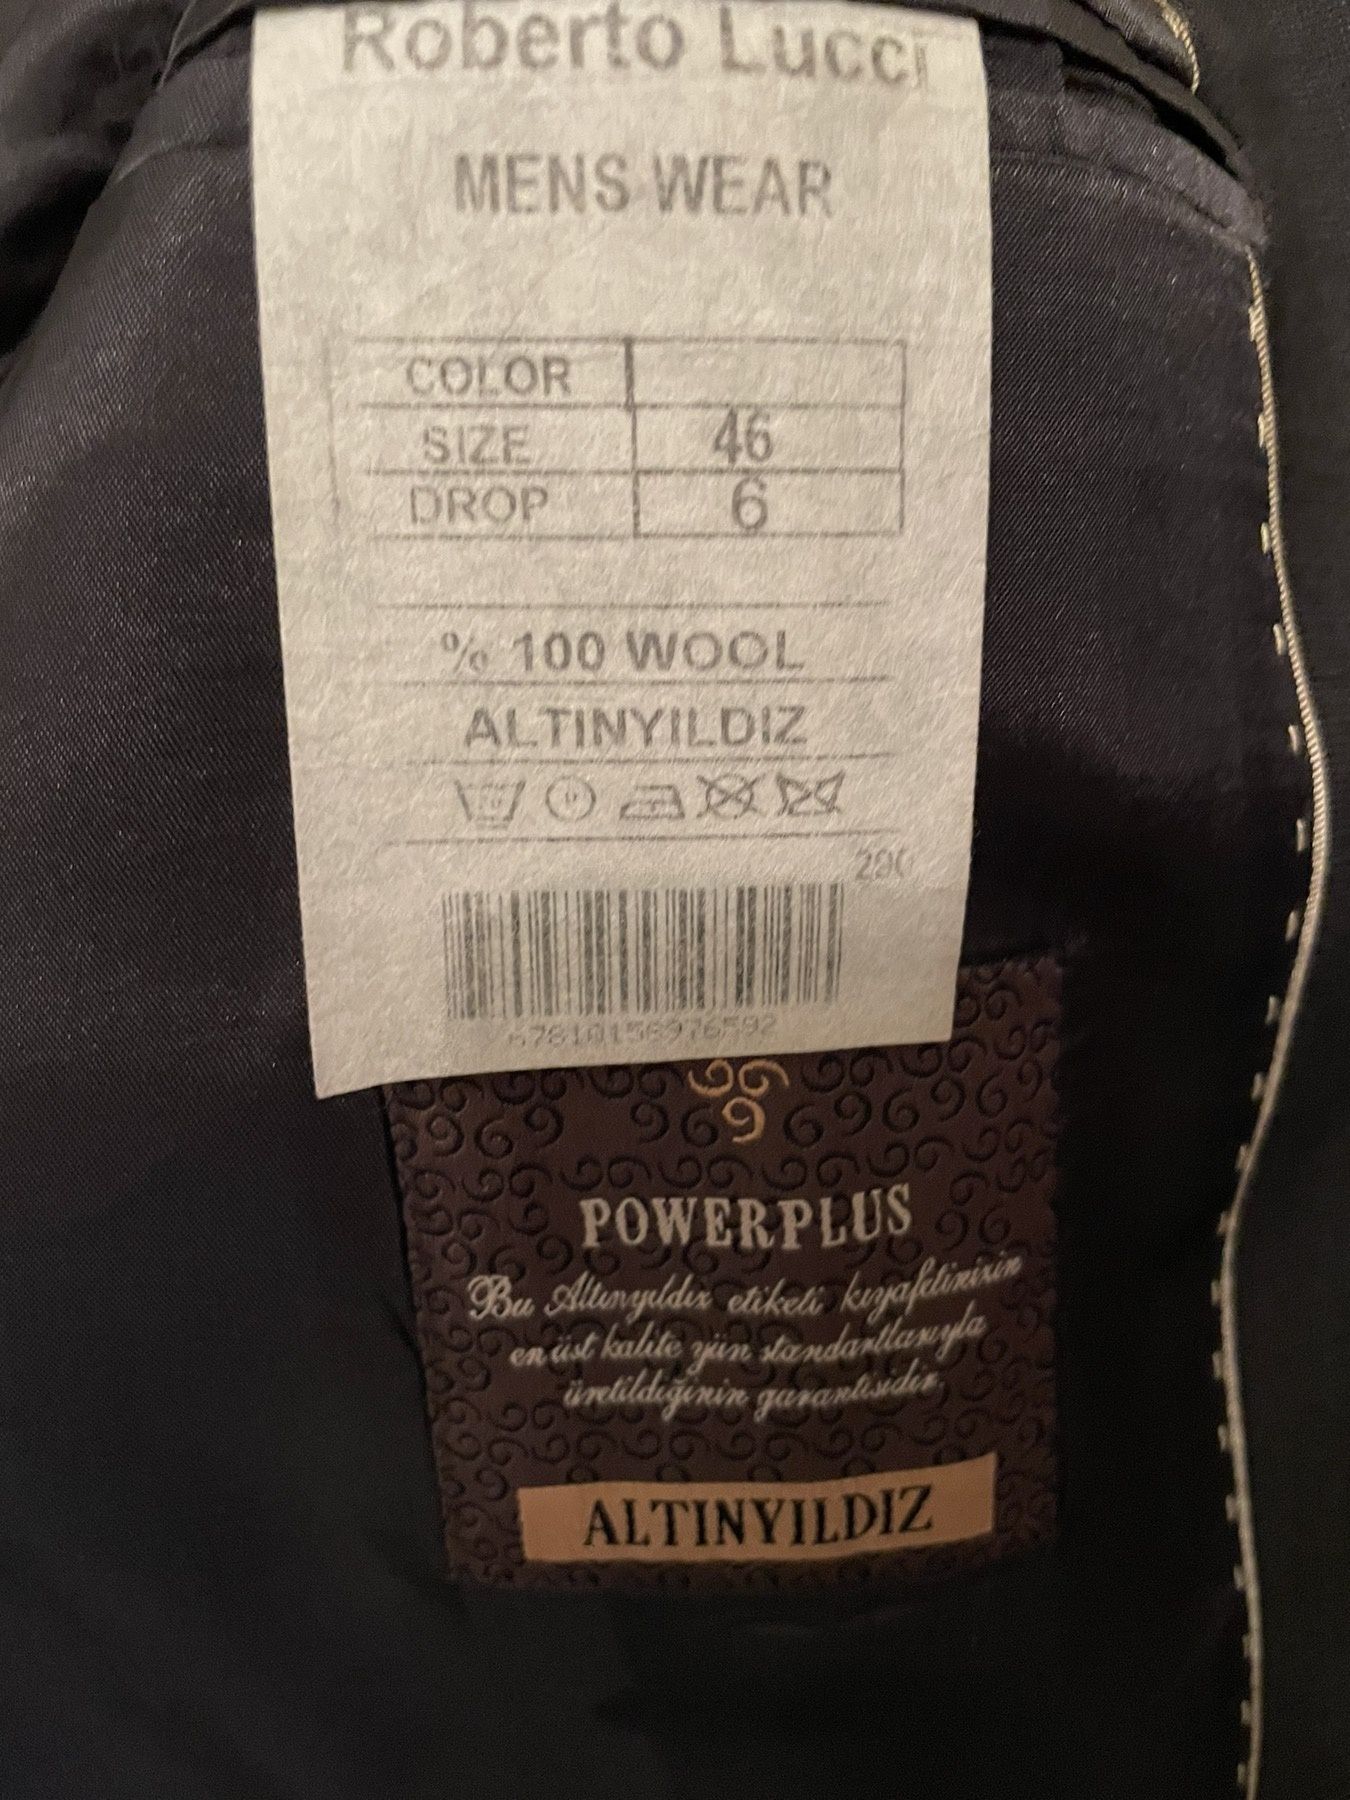 Roberto Lucci
MENS WEAR
COLOR
SIZE 46
DROP 6
% 100 WOOL
ALTINYILDIZ
POWERPLUS
Bu Altınyıldız etiketi kıyafetinizin
en üst kalite yün standartlarıyla
üretildiğinin garantisidir.
ALTINYILDIZ